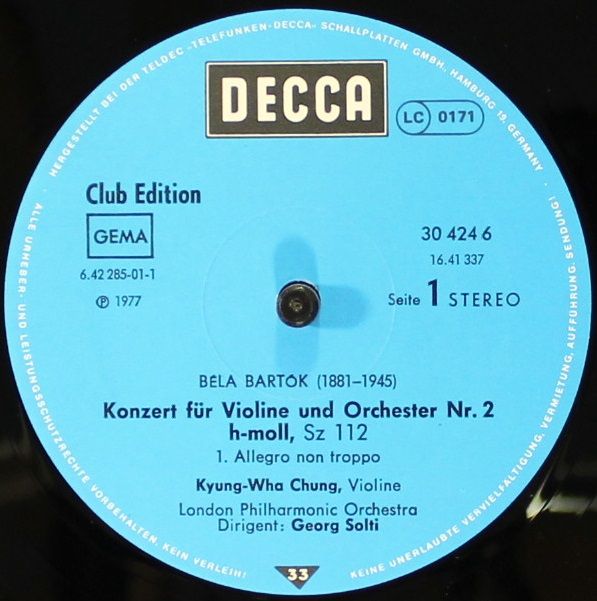 HERGESTELLT BEI DER TELDEC »TELEFUNKEN-DECCA« SCHALLPLATTEN GMBH., HAMBURG 19, GERMANY
DECCA
LC 0171
Club Edition
GEMA
30 424 6
6.42 285-01-1
16.41 337
Ⓟ 1977
Seite 1 STEREO
BÉLA BARTÓK (1881–1945)
Konzert für Violine und Orchester Nr. 2
h-moll, Sz 112
1. Allegro non troppo
Kyung-Wha Chung, Violine
London Philharmonic Orchestra
Dirigent: Georg Solti
33
ALLE URHEBER- UND LEISTUNGSSCHUTZRECHTE VORBEHALTEN. KEIN VERLEIH!
KEINE UNERLAUBTE VERVIELFÄLTIGUNG, VERMIETUNG, AUFFÜHRUNG, SENDUNG!